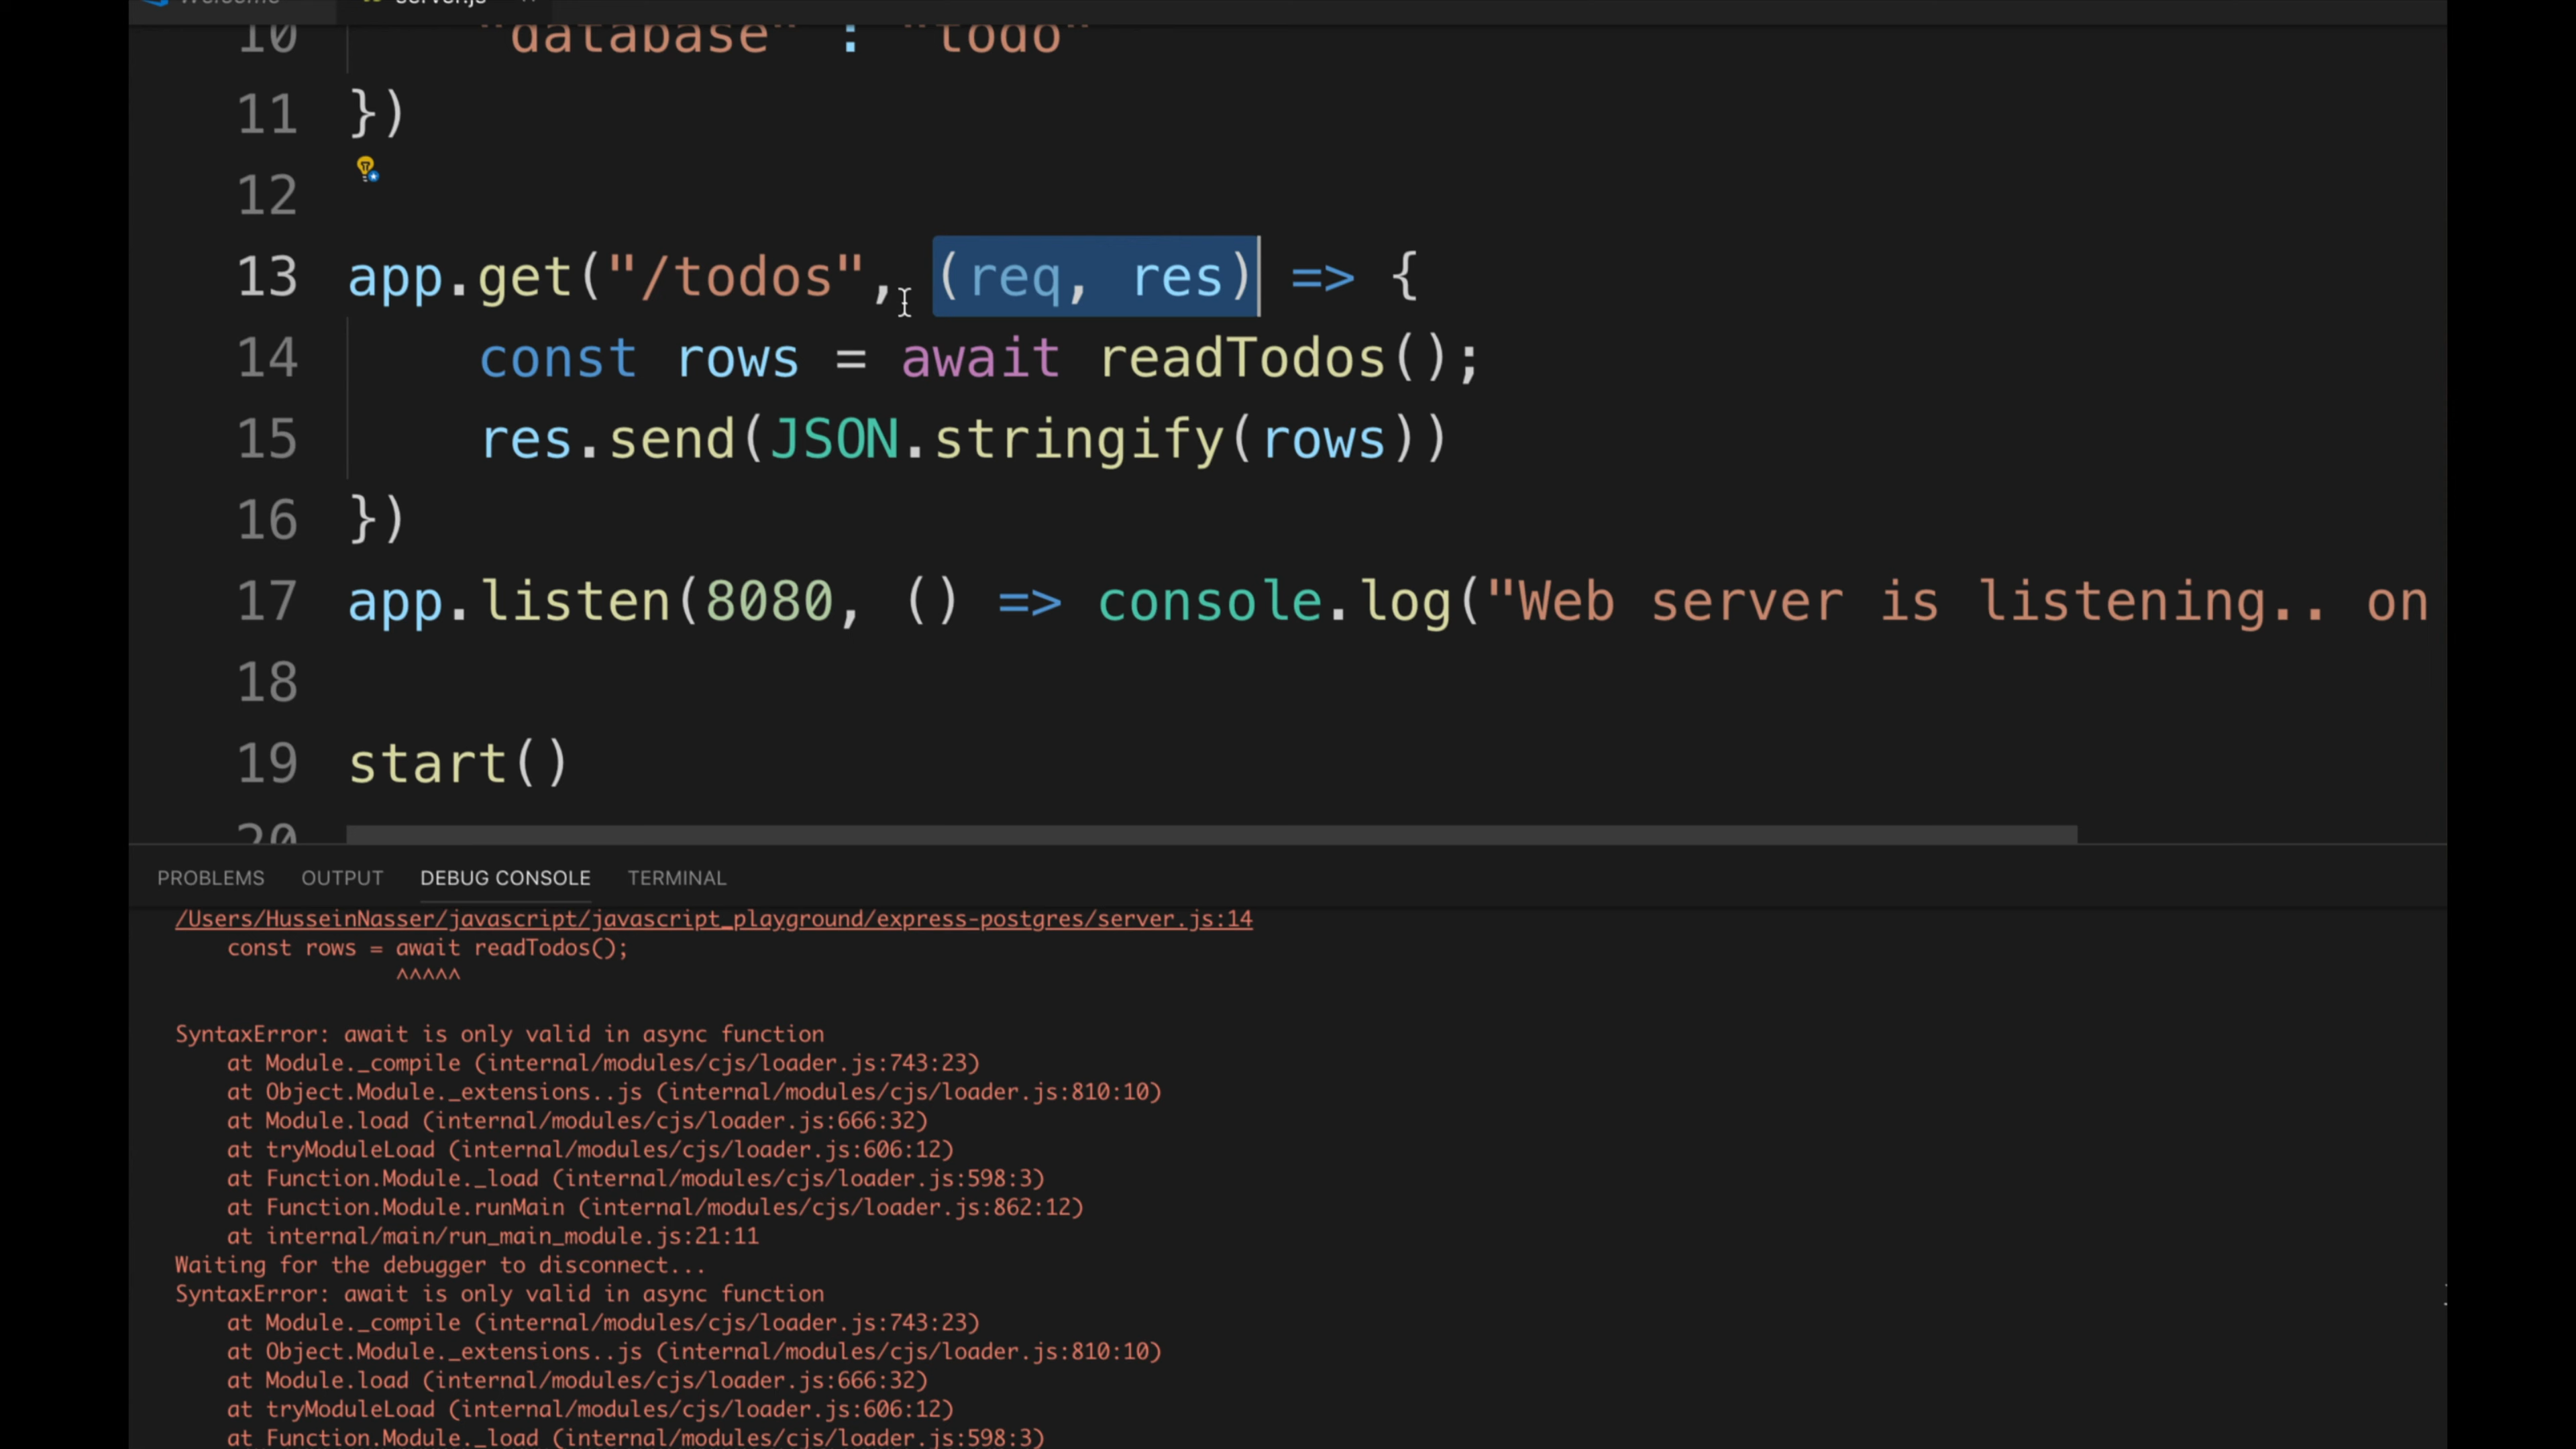 Welcome server.js
10 "database" : "todo"
11 })
12
13 app.get("/todos", (req, res) => {
14 const rows = await readTodos();
15 res.send(JSON.stringify(rows))
16 })
17 app.listen(8080, () => console.log("Web server is listening.. on
18
19 start()
20
PROBLEMS OUTPUT DEBUG CONSOLE TERMINAL
/Users/HusseinNasser/javascript/javascript_playground/express-postgres/server.js:14
const rows = await readTodos();
^^^^^
SyntaxError: await is only valid in async function
at Module._compile (internal/modules/cjs/loader.js:743:23)
at Object.Module._extensions..js (internal/modules/cjs/loader.js:810:10)
at Module.load (internal/modules/cjs/loader.js:666:32)
at tryModuleLoad (internal/modules/cjs/loader.js:606:12)
at Function.Module._load (internal/modules/cjs/loader.js:598:3)
at Function.Module.runMain (internal/modules/cjs/loader.js:862:12)
at internal/main/run_main_module.js:21:11
Waiting for the debugger to disconnect...
SyntaxError: await is only valid in async function
at Module._compile (internal/modules/cjs/loader.js:743:23)
at Object.Module._extensions..js (internal/modules/cjs/loader.js:810:10)
at Module.load (internal/modules/cjs/loader.js:666:32)
at tryModuleLoad (internal/modules/cjs/loader.js:606:12)
at Function.Module._load (internal/modules/cjs/loader.js:598:3)